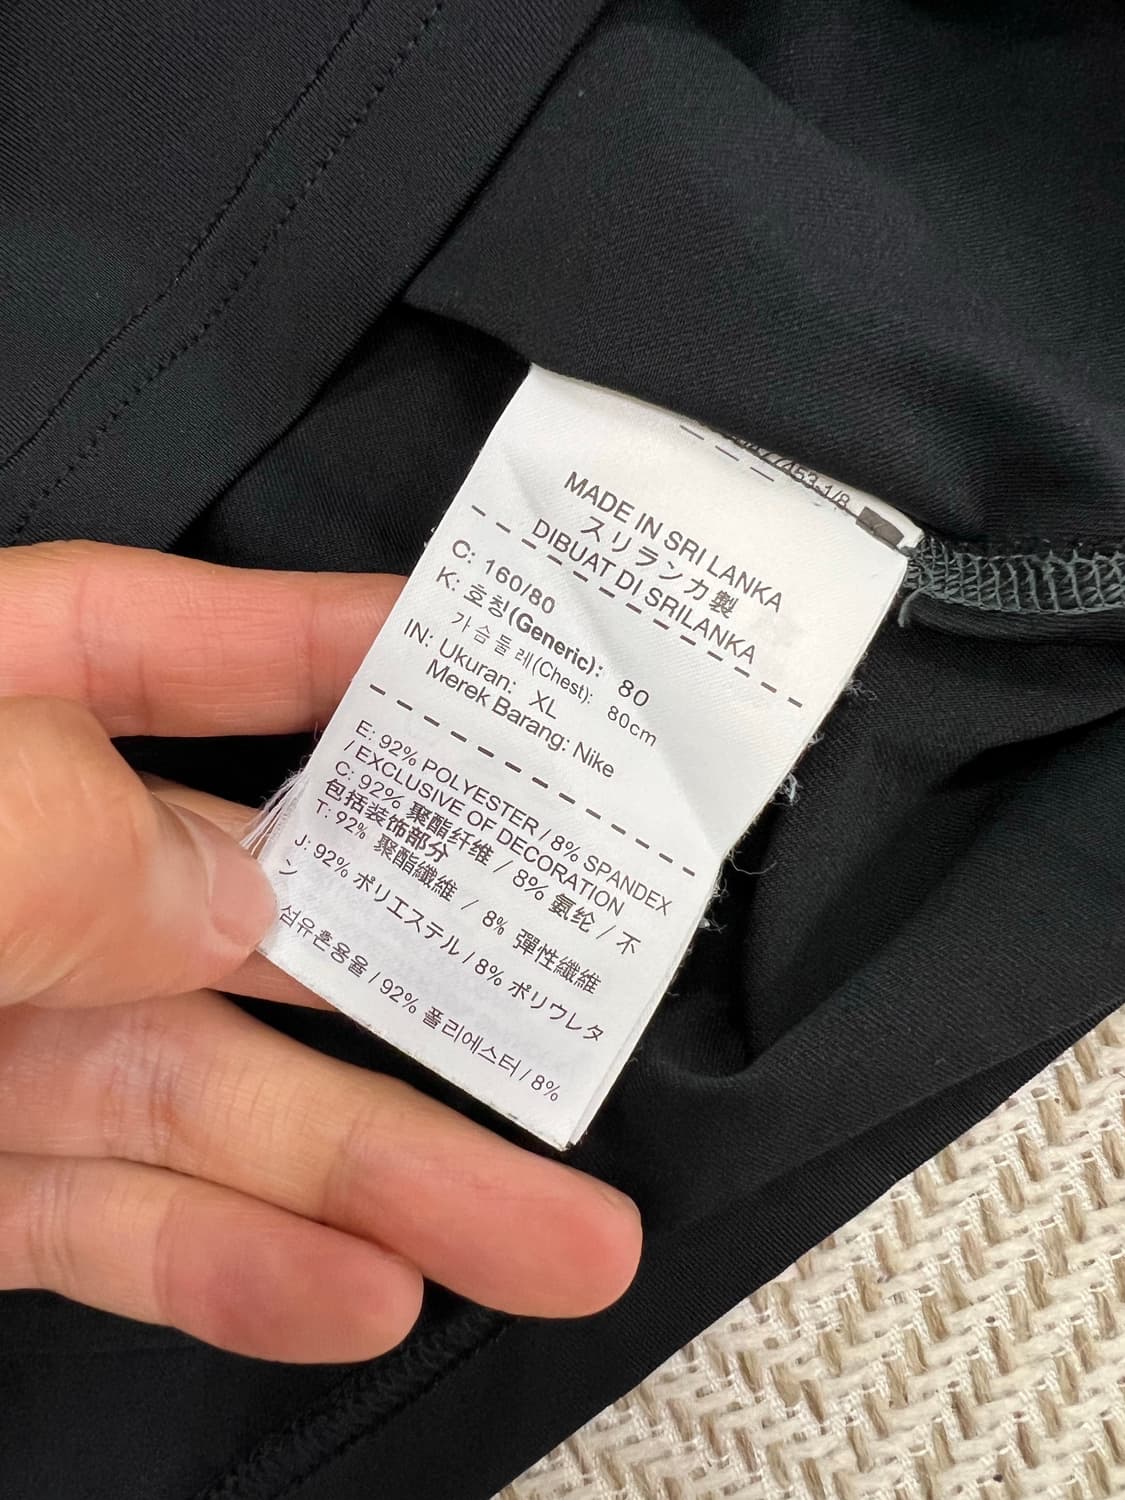 77453-1/8
MADE IN SRI LANKA
スリランカ製
DIBUAT DI SRILANKA
C: 160/80
K: 호칭(Generic): 80
가슴둘레(Chest): 80cm
IN: Ukuran: XL
Merek Barang: Nike
E: 92% POLYESTER / 8% SPANDEX
/ EXCLUSIVE OF DECORATION
C: 92% 聚酯纤维 / 8% 氨纶 / 不
包括装饰部分
T: 92% 聚酯纖維 / 8% 彈性纖維
J: 92% ポリエステル / 8% ポリウレタ
ン
섬유혼용율 / 92% 폴리에스터 / 8%